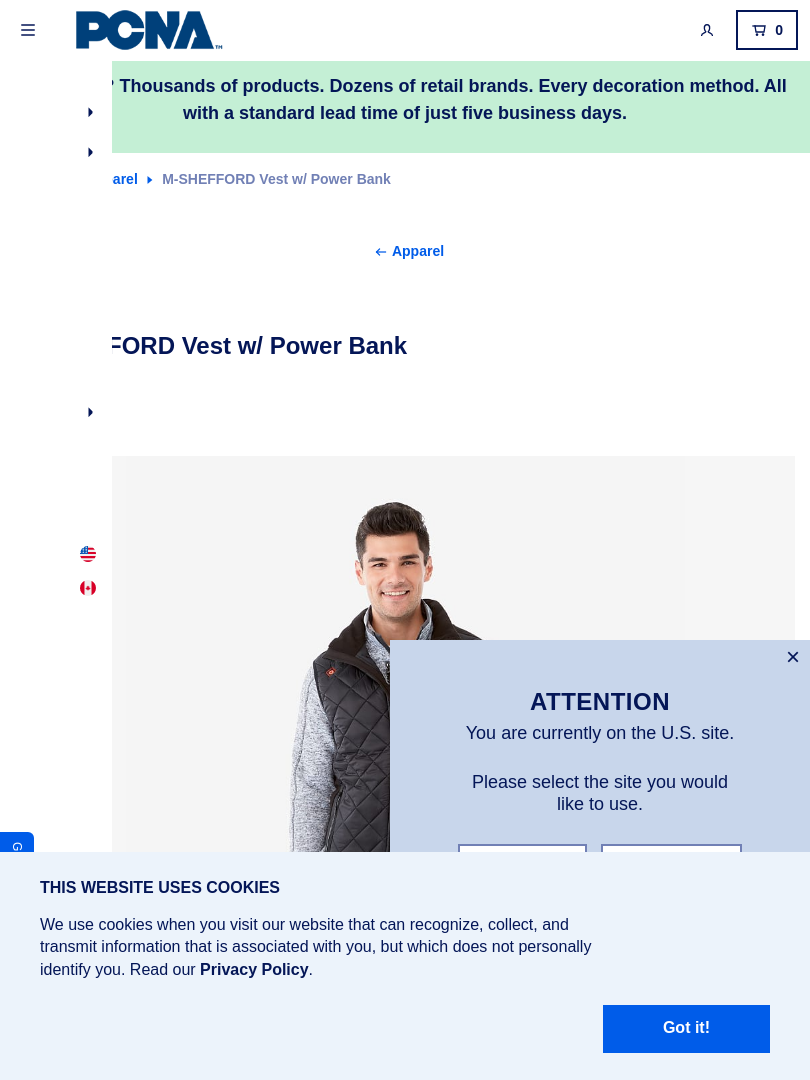 PCNA™
0
? Thousands of products. Dozens of retail brands. Every decoration method. All
with a standard lead time of just five business days.
arel M-SHEFFORD Vest w/ Power Bank
← Apparel
FORD Vest w/ Power Bank
ATTENTION
You are currently on the U.S. site.
Please select the site you would
like to use.
G
THIS WEBSITE USES COOKIES
We use cookies when you visit our website that can recognize, collect, and
transmit information that is associated with you, but which does not personally
identify you. Read our Privacy Policy.
Got it!